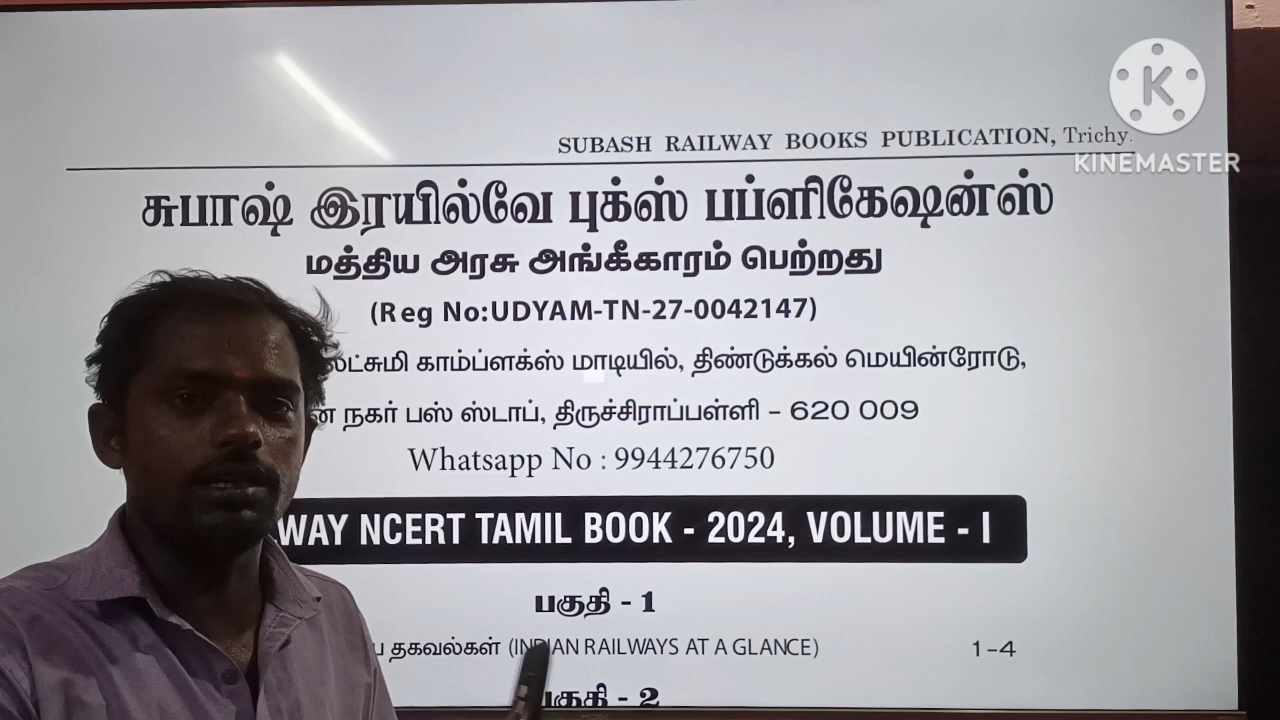 SUBASH RAILWAY BOOKS PUBLICATION, Trichy.
K
KINEMASTER
சுபாஷ் இரயில்வே புக்ஸ் பப்ளிகேஷன்ஸ்
மத்திய அரசு அங்கீகாரம் பெற்றது
(Reg No:UDYAM-TN-27-0042147)
காம்ப்ளக்ஸ் மாடியில், திண்டுக்கல் மெயின்ரோடு,
நகர் பஸ் ஸ்டாப், திருச்சிராப்பள்ளி – 620 009
Whatsapp No : 9944276750
WAY NCERT TAMIL BOOK - 2024, VOLUME - I
பகுதி - 1
தகவல்கள் (INDIAN RAILWAYS AT A GLANCE) 1-4
பகுதி - 2